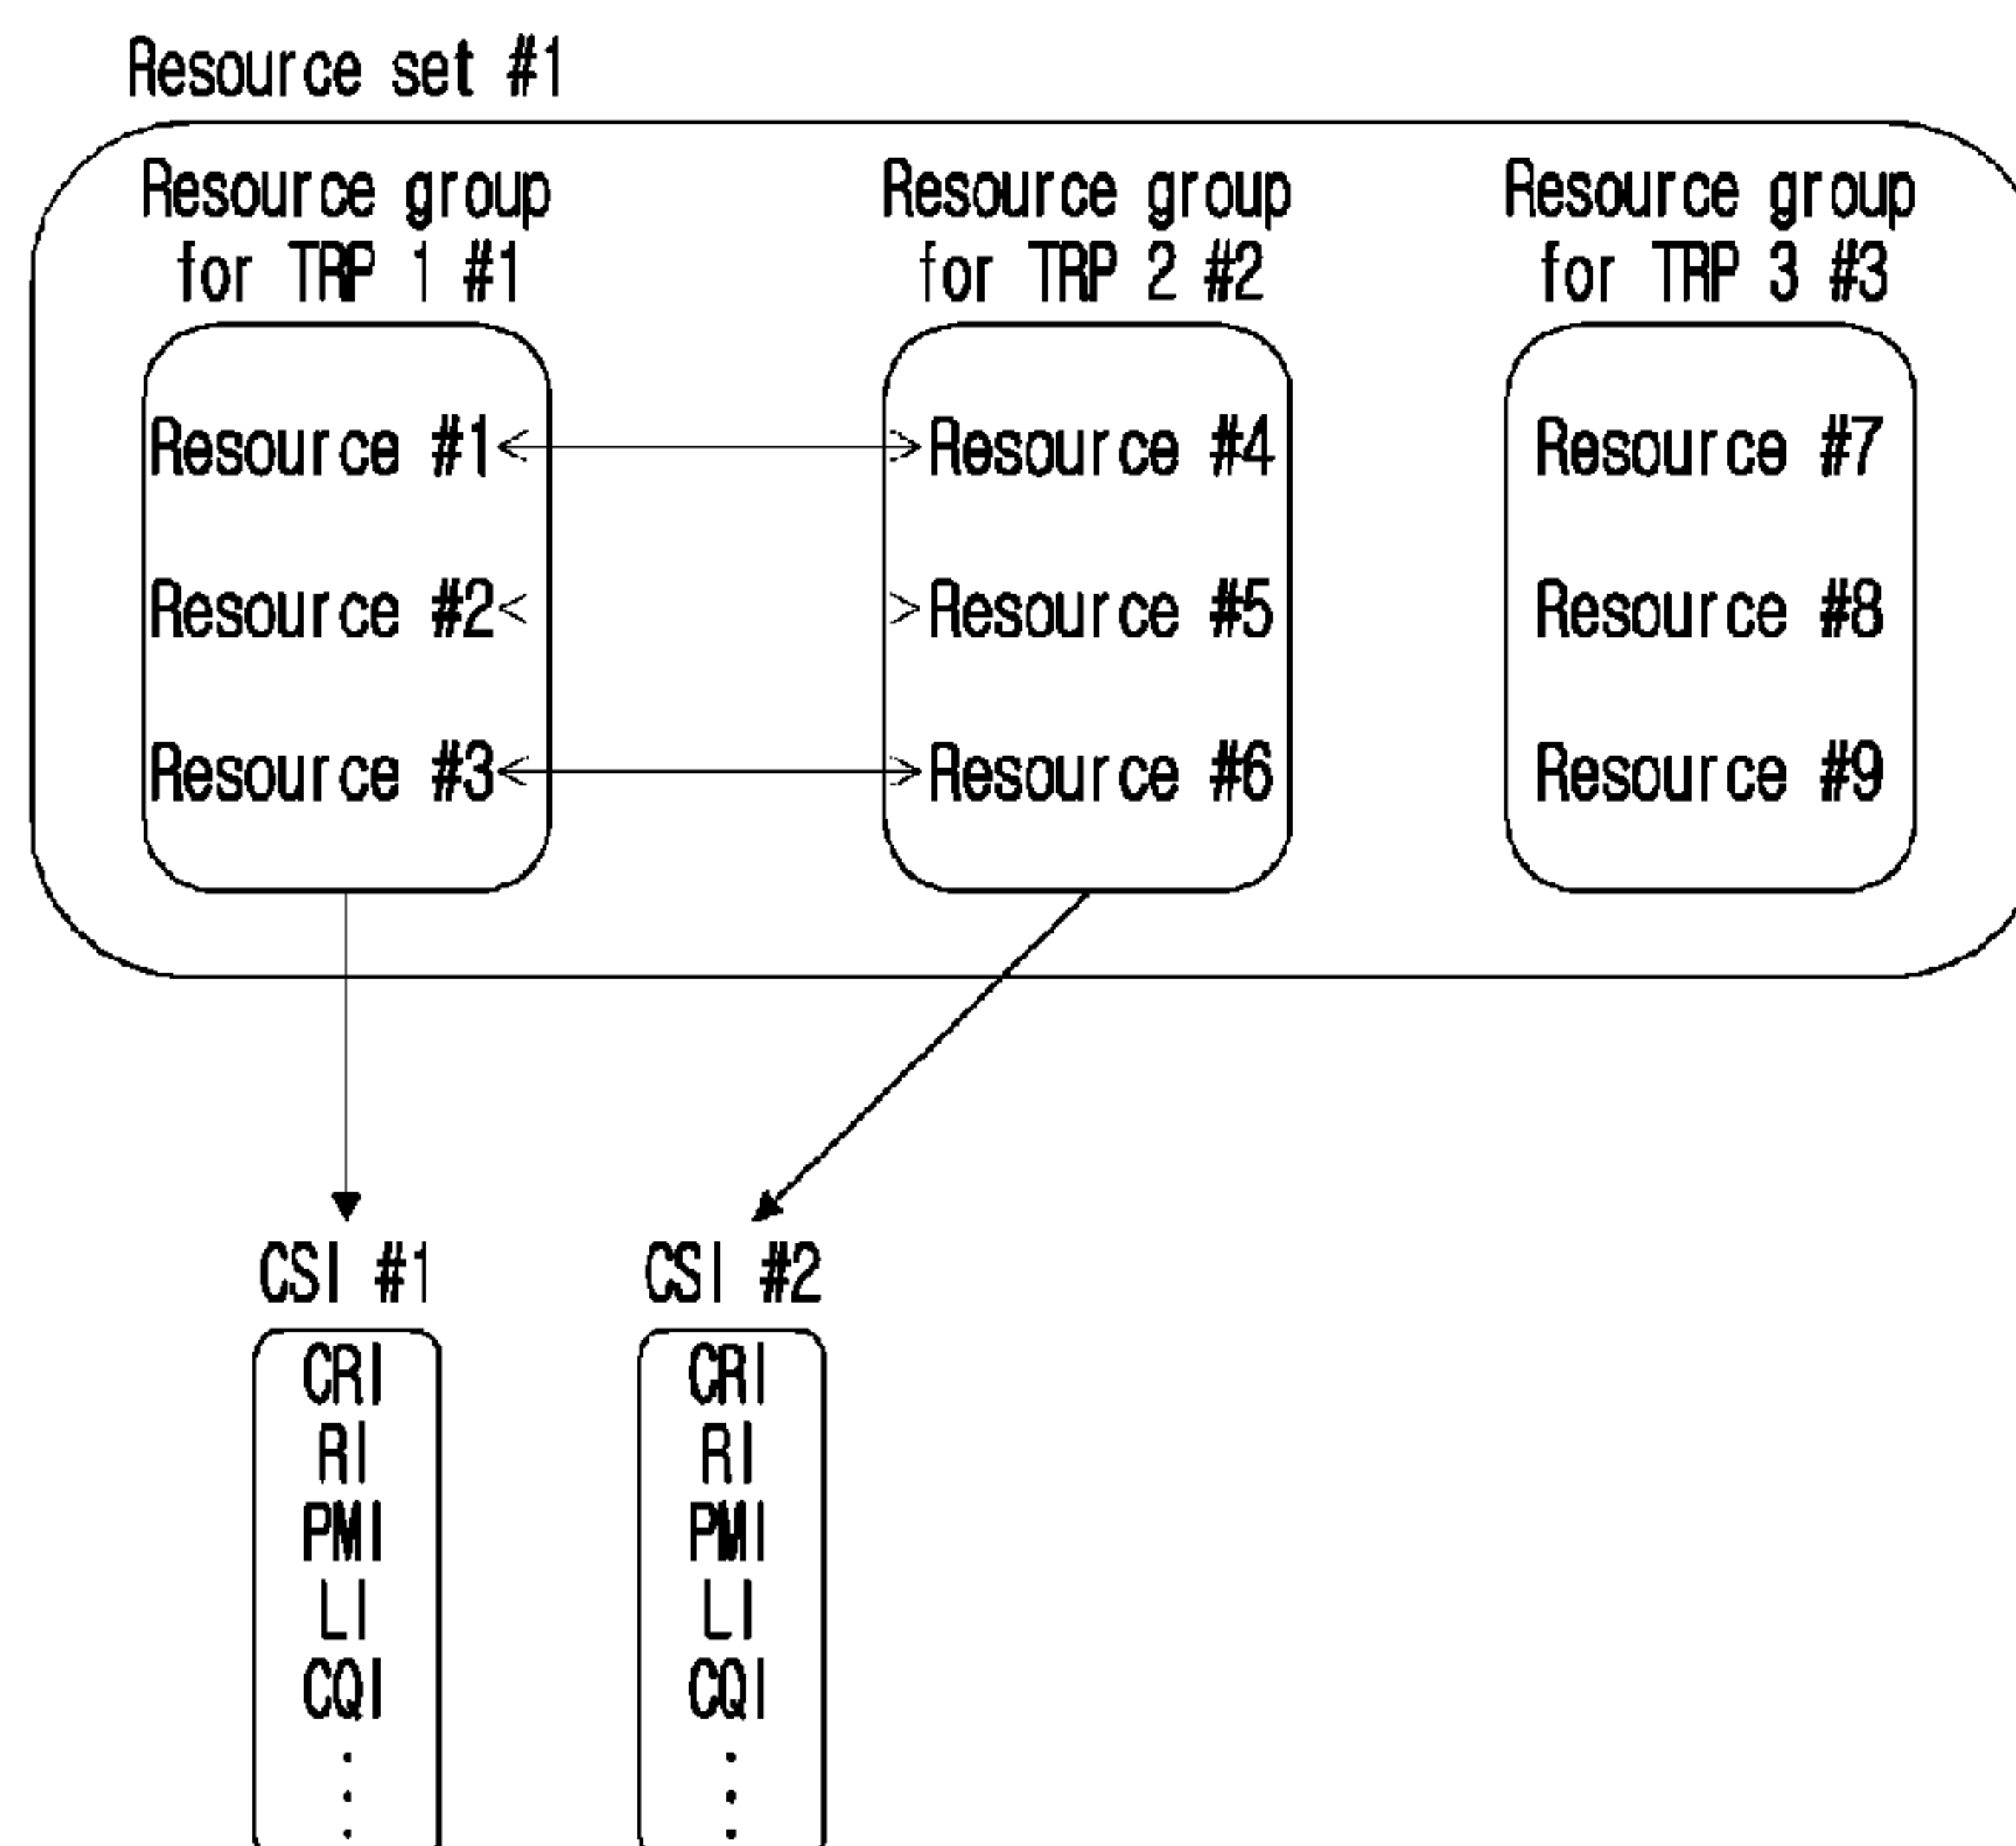 Resource set #1
Resource group for TRP 1 #1
Resource #1
Resource #2
Resource #3
Resource group for TRP 2 #2
Resource #4
Resource #5
Resource #6
Resource group for TRP 3 #3
Resource #7
Resource #8
Resource #9
CSI #1
CRI
RI
PMI
LI
CQI
CSI #2
CRI
RI
PMI
LI
CQI